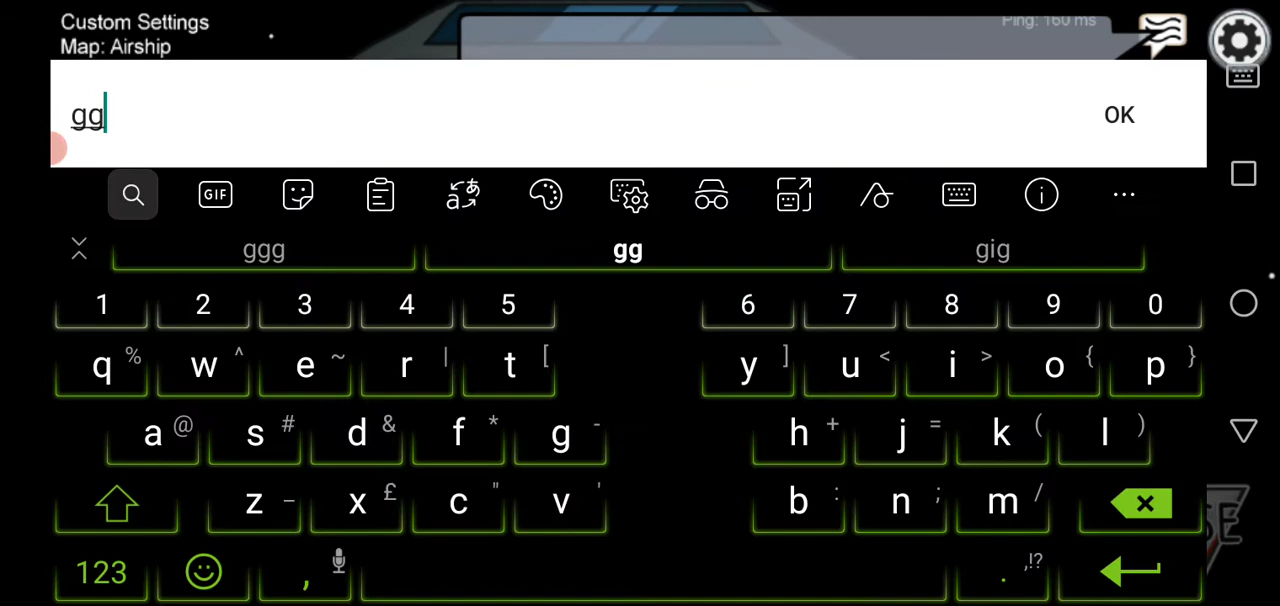 Custom Settings
Map: Airship
Ping: 160 ms
gg
OK
GIF
ggg gg gig
1 2 3 4 5 6 7 8 9 0
q % w ^ e ~ r | t [ y ] u < i > o { p }
a @ s # d & f * g - h + j = k ( l )
z _ x £ c " v ' b : n ; m /
123 , . ,!?